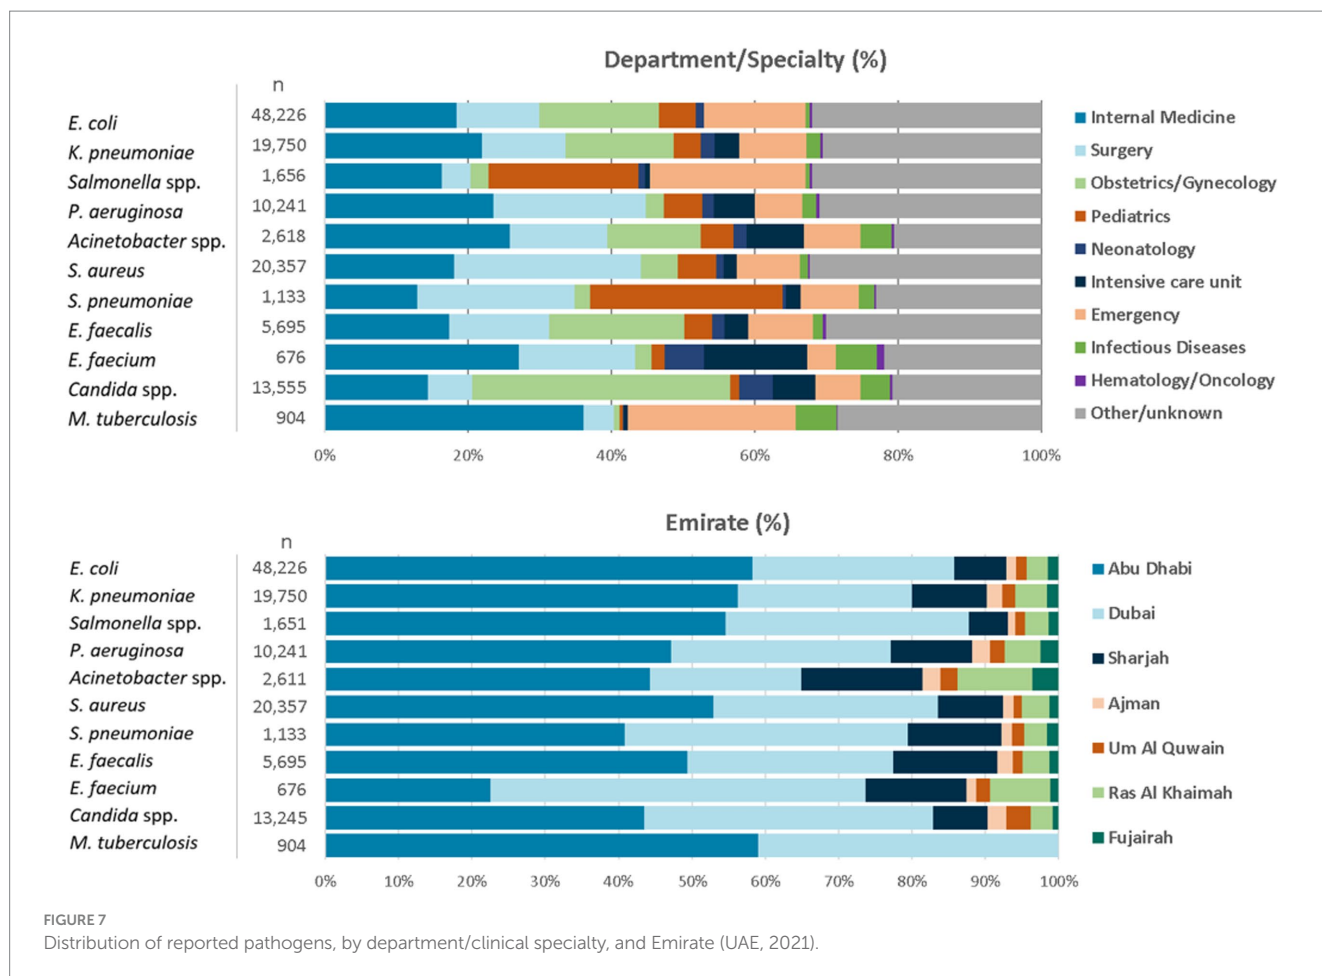 Department/Specialty (%)
n
E. coli 48,226
K. pneumoniae 19,750
Salmonella spp. 1,656
P. aeruginosa 10,241
Acinetobacter spp. 2,618
S. aureus 20,357
S. pneumoniae 1,133
E. faecalis 5,695
E. faecium 676
Candida spp. 13,555
M. tuberculosis 904
0% 20% 40% 60% 80% 100%
Internal Medicine
Surgery
Obstetrics/Gynecology
Pediatrics
Neonatology
Intensive care unit
Emergency
Infectious Diseases
Hematology/Oncology
Other/unknown
Emirate (%)
n
E. coli 48,226
K. pneumoniae 19,750
Salmonella spp. 1,651
P. aeruginosa 10,241
Acinetobacter spp. 2,611
S. aureus 20,357
S. pneumoniae 1,133
E. faecalis 5,695
E. faecium 676
Candida spp. 13,245
M. tuberculosis 904
0% 10% 20% 30% 40% 50% 60% 70% 80% 90% 100%
Abu Dhabi
Dubai
Sharjah
Ajman
Um Al Quwain
Ras Al Khaimah
Fujairah
FIGURE 7
Distribution of reported pathogens, by department/clinical specialty, and Emirate (UAE, 2021).